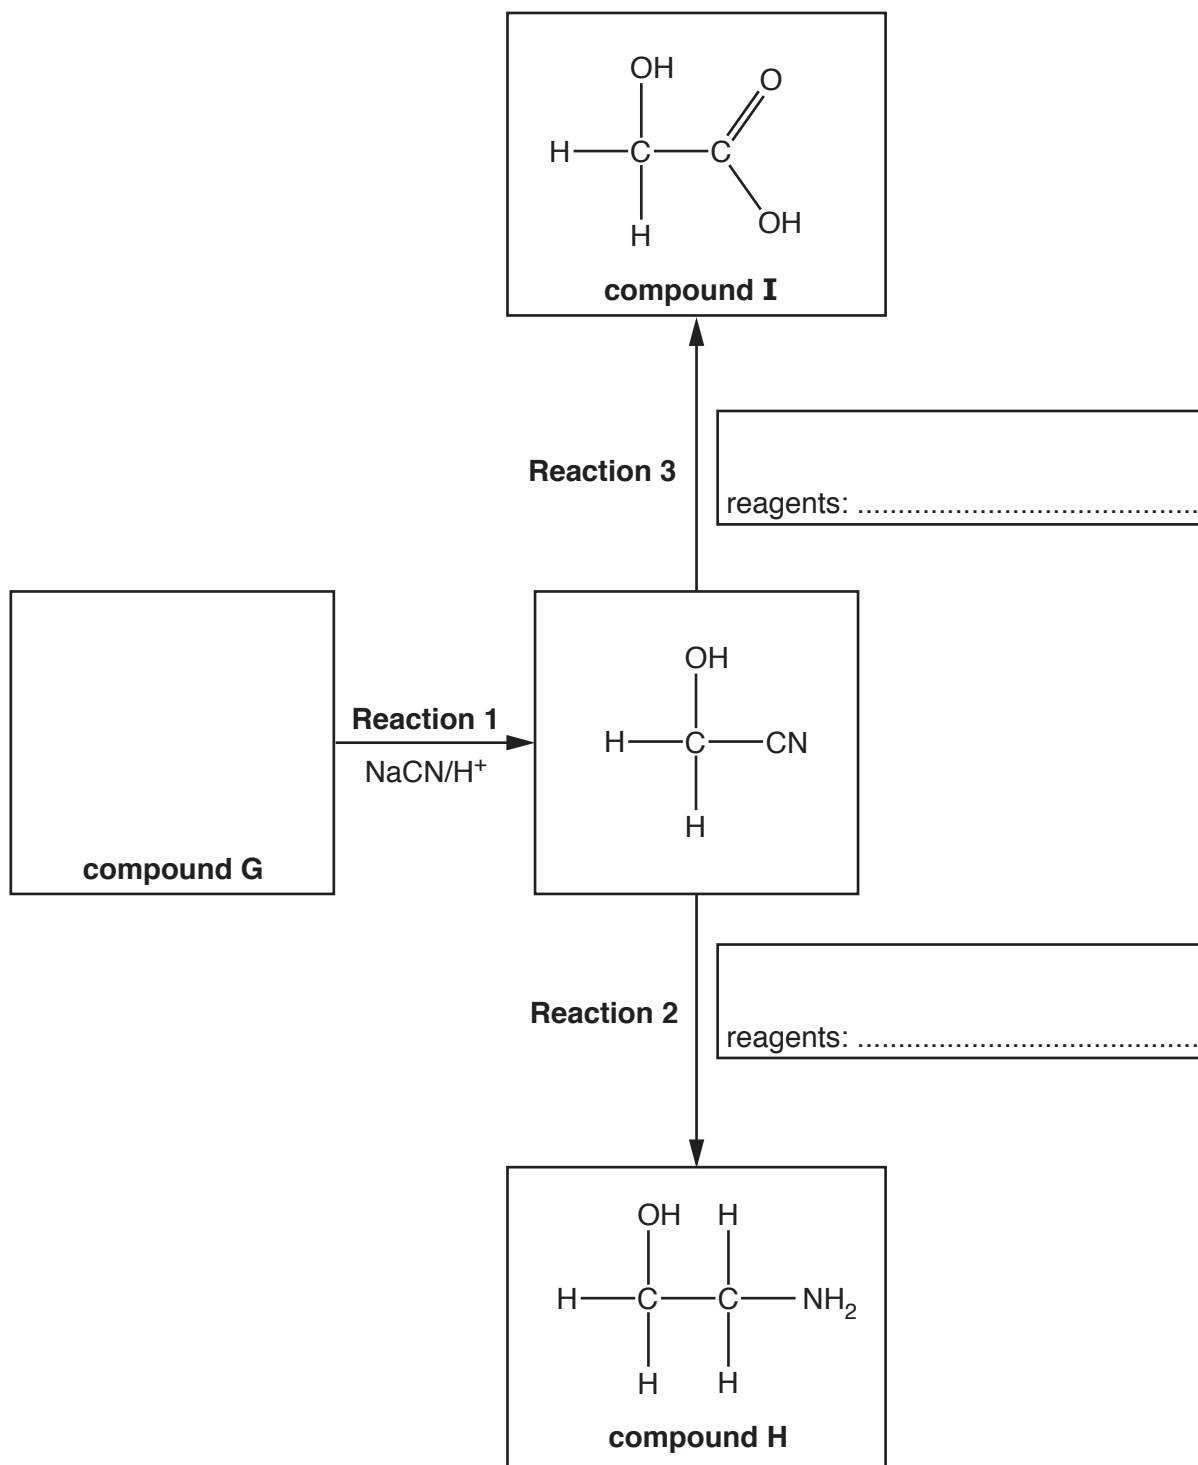 OH
O
H C C
OH
H
compound I
Reaction 3
reagents: ..........................................
OH
Reaction 1
H C CN
NaCN/H⁺
H
compound G
Reaction 2
reagents: ..........................................
OH H
H C C NH₂
H H
compound H